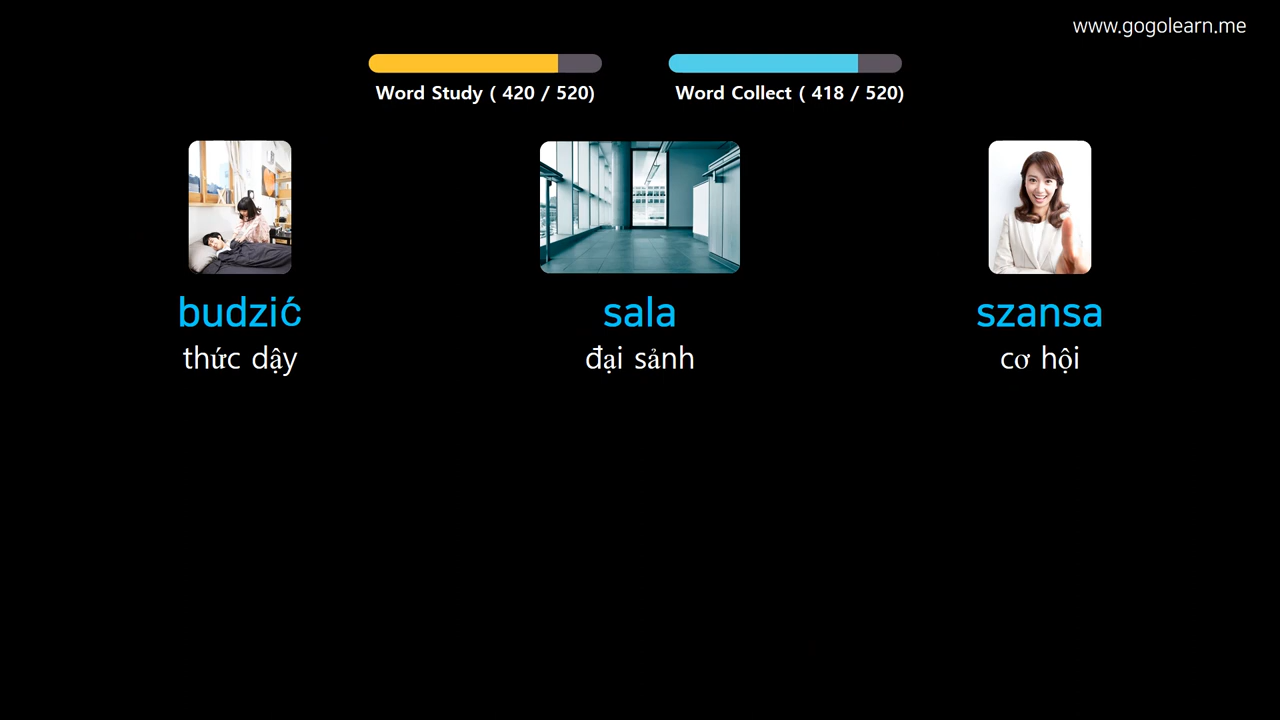 www.gogolearn.me
Word Study ( 420 / 520)
Word Collect ( 418 / 520)
budzić
sala
szansa
thức dậy
đại sảnh
cơ hội